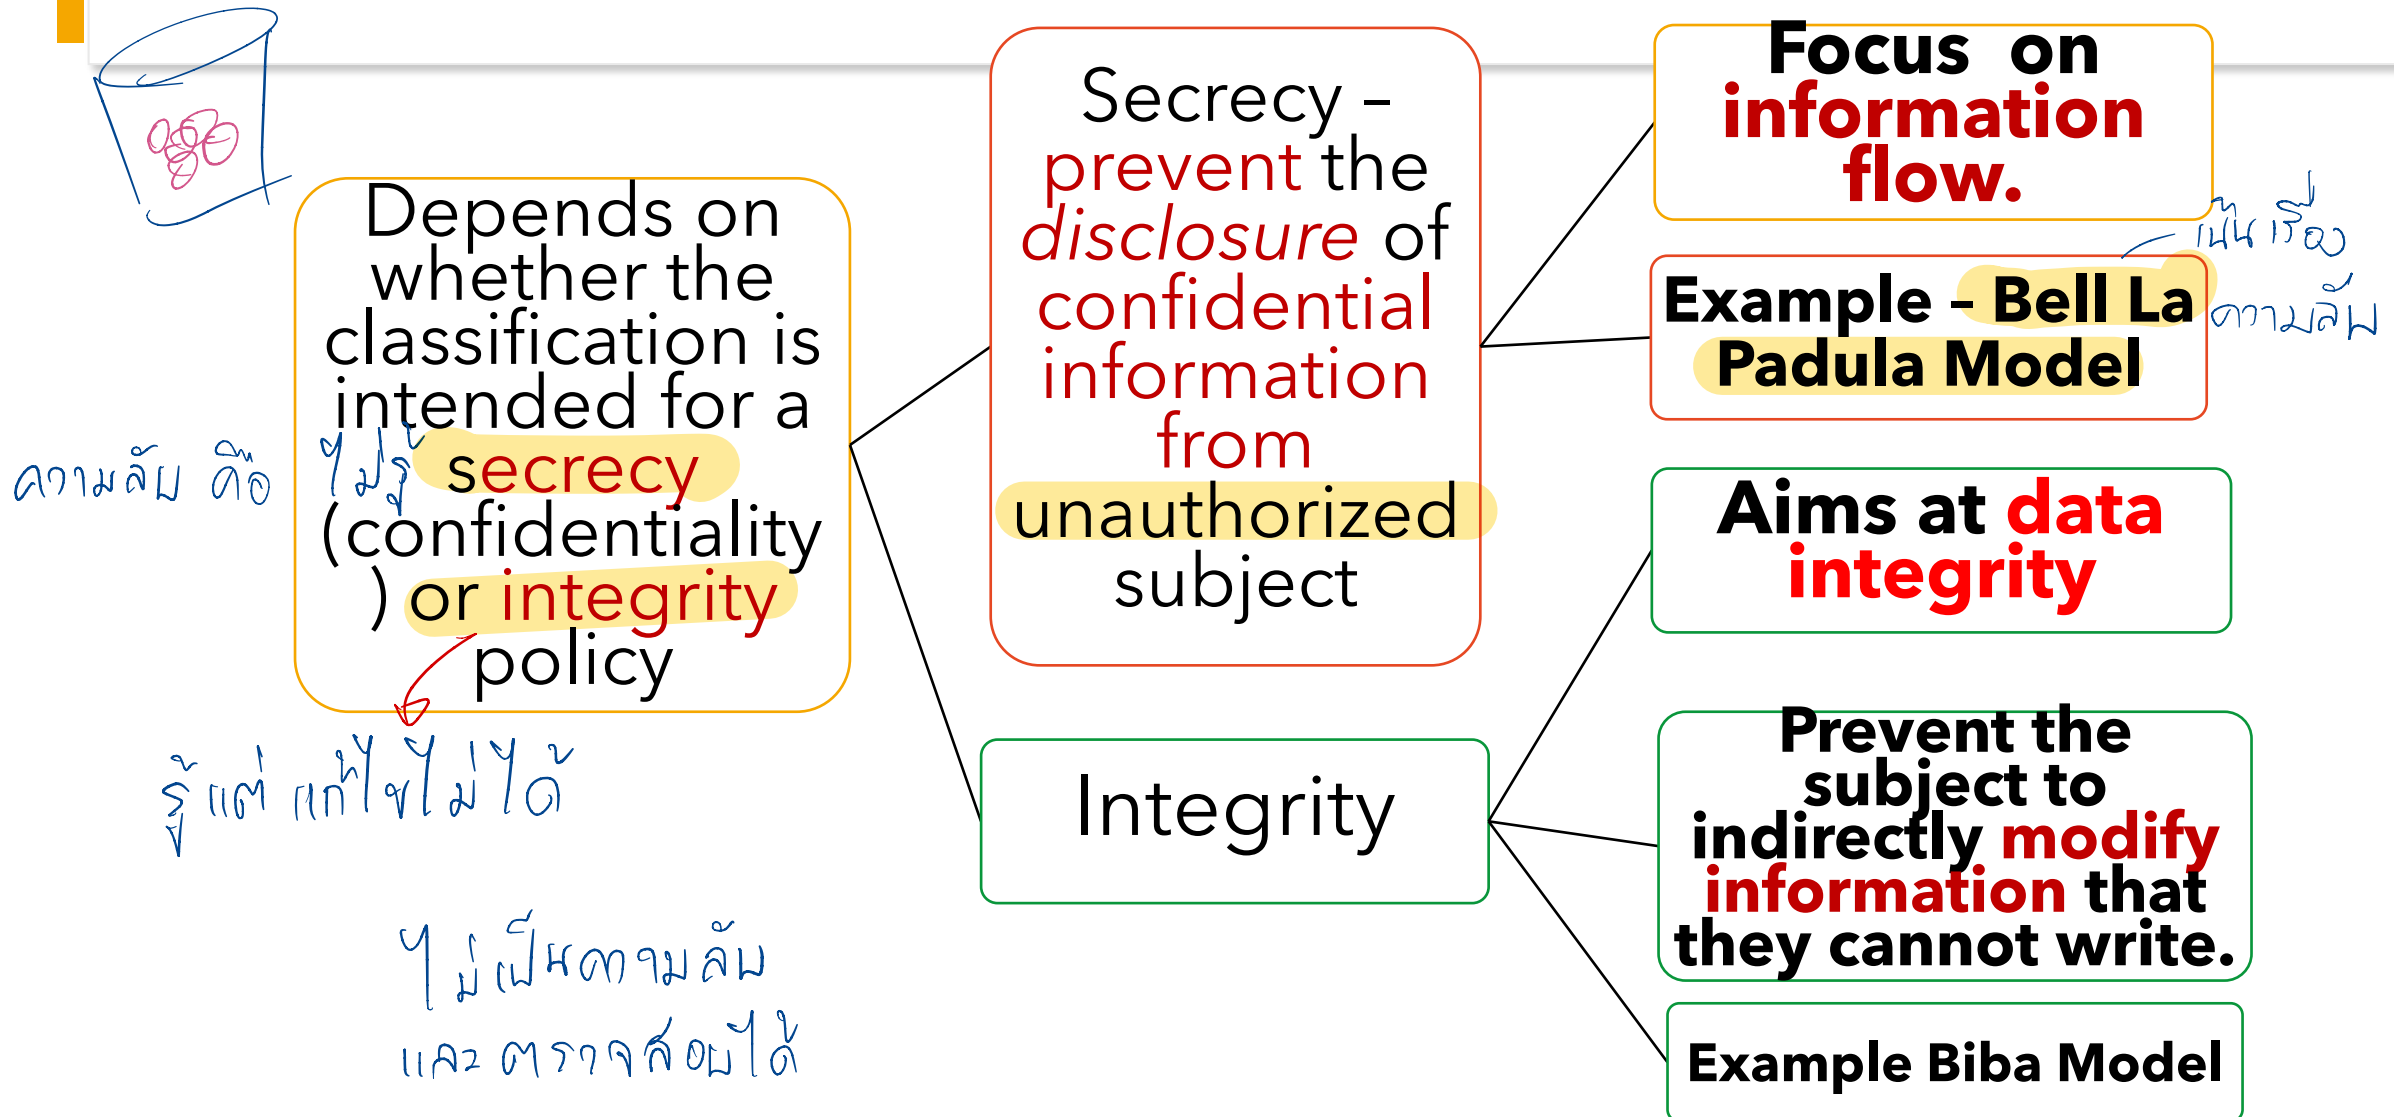 Depends on
whether the
classification is
intended for a
secrecy
(confidentiality
) or integrity
policy
ความลับ คือ ไม่รู้
รู้ แต่ แก้ไขไม่ได้
ไม่เป็นความลับ
และ ตรวจสอบได้
Secrecy –
prevent the
disclosure of
confidential
information
from
unauthorized
subject
Integrity
Focus on
information
flow.
Example – Bell La
Padula Model
เป็น เรื่อง
ความลับ
Aims at data
integrity
Prevent the
subject to
indirectly modify
information that
they cannot write.
Example Biba Model